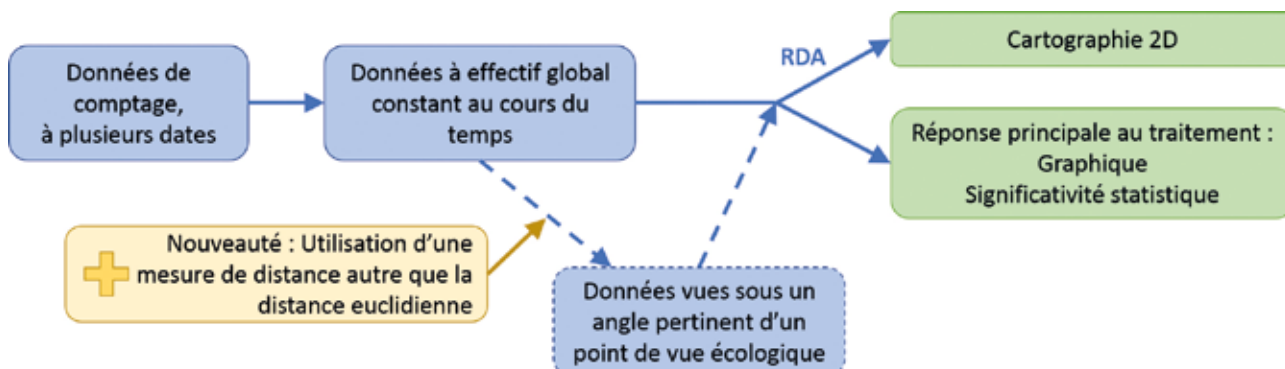 Données de
comptage,
à plusieurs dates
Données à effectif global
constant au cours du
temps
RDA
Cartographie 2D
Réponse principale au traitement :
Graphique
Significativité statistique
Nouveauté : Utilisation d’une
mesure de distance autre que la
distance euclidienne
Données vues sous un
angle pertinent d’un
point de vue écologique